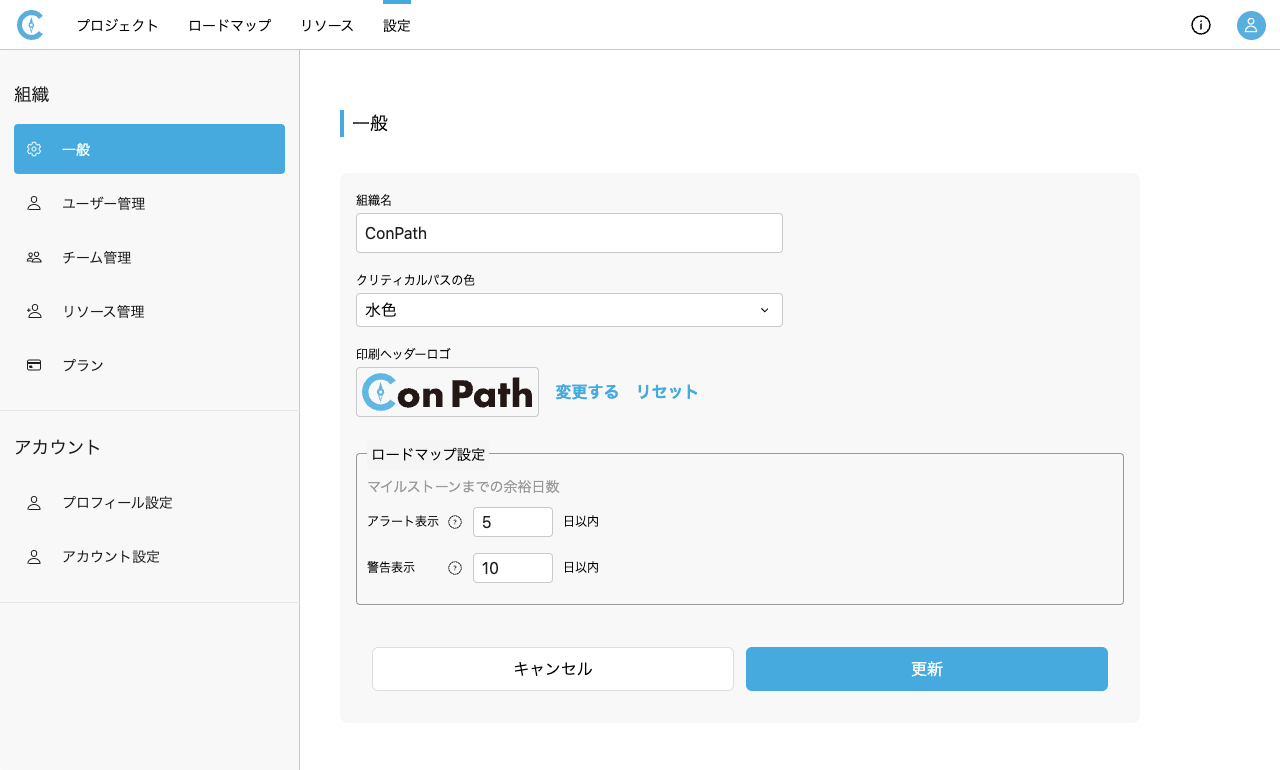 プロジェクト ロードマップ リソース 設定
組織
一般
ユーザー管理
チーム管理
リソース管理
プラン
アカウント
プロフィール設定
アカウント設定
一般
組織名
ConPath
クリティカルパスの色
水色
印刷ヘッダーロゴ
Con Path 変更する リセット
ロードマップ設定
マイルストーンまでの余裕日数
アラート表示 ? 5 日以内
警告表示 ? 10 日以内
キャンセル 更新